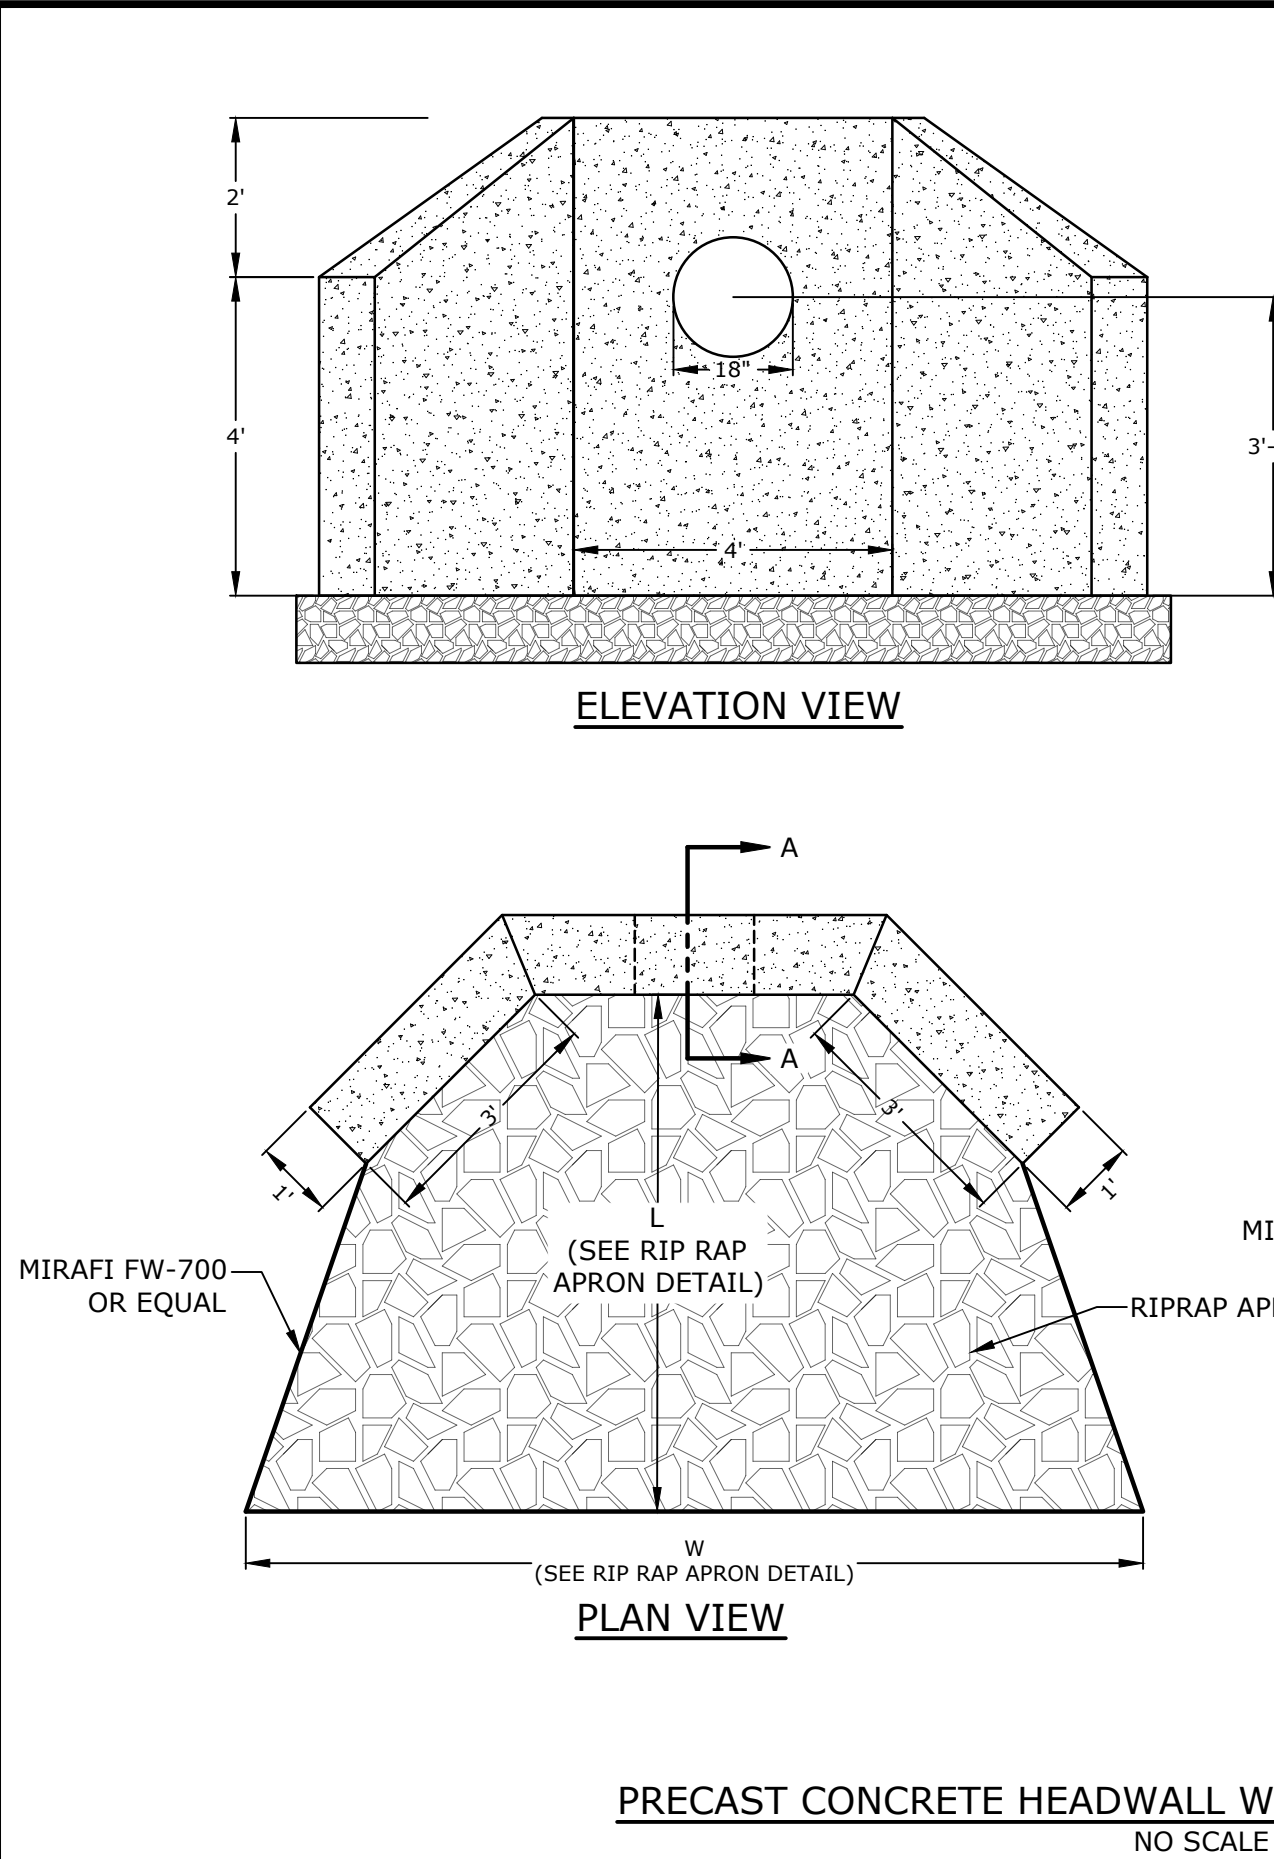 2'
4'
18"
3'-
4'
ELEVATION VIEW
A
A
3'
3'
1'
1'
L
(SEE RIP RAP
APRON DETAIL)
MIRAFI FW-700
OR EQUAL
MI
RIPRAP AP
W
(SEE RIP RAP APRON DETAIL)
PLAN VIEW
PRECAST CONCRETE HEADWALL W
NO SCALE